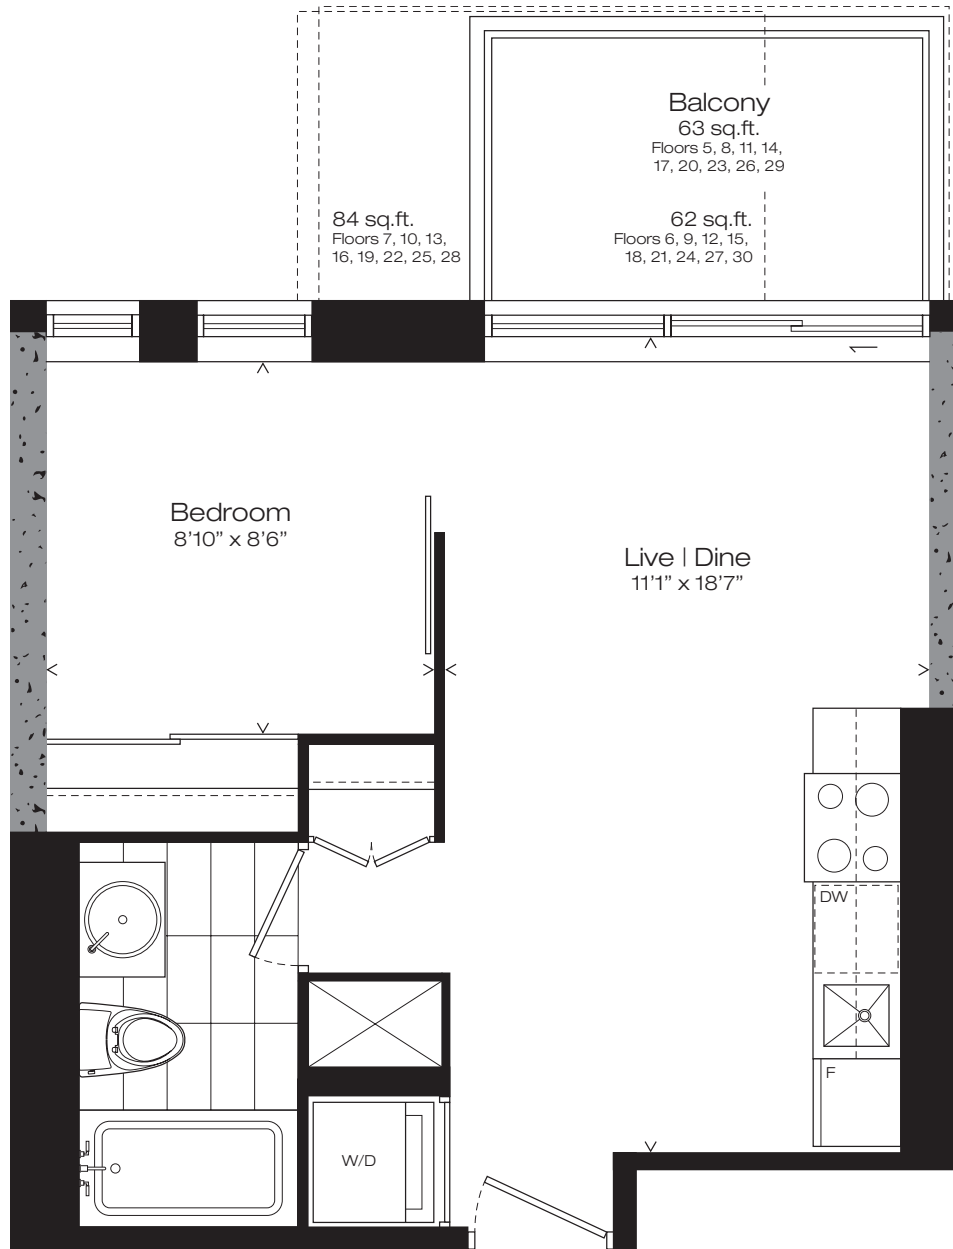 Balcony
63 sq.ft.
Floors 5, 8, 11, 14,
17, 20, 23, 26, 29
84 sq.ft.
Floors 7, 10, 13,
16, 19, 22, 25, 28
62 sq.ft.
Floors 6, 9, 12, 15,
18, 21, 24, 27, 30
Bedroom
8'10" x 8'6"
Live | Dine
11'1" x 18'7"
DW
F
W/D